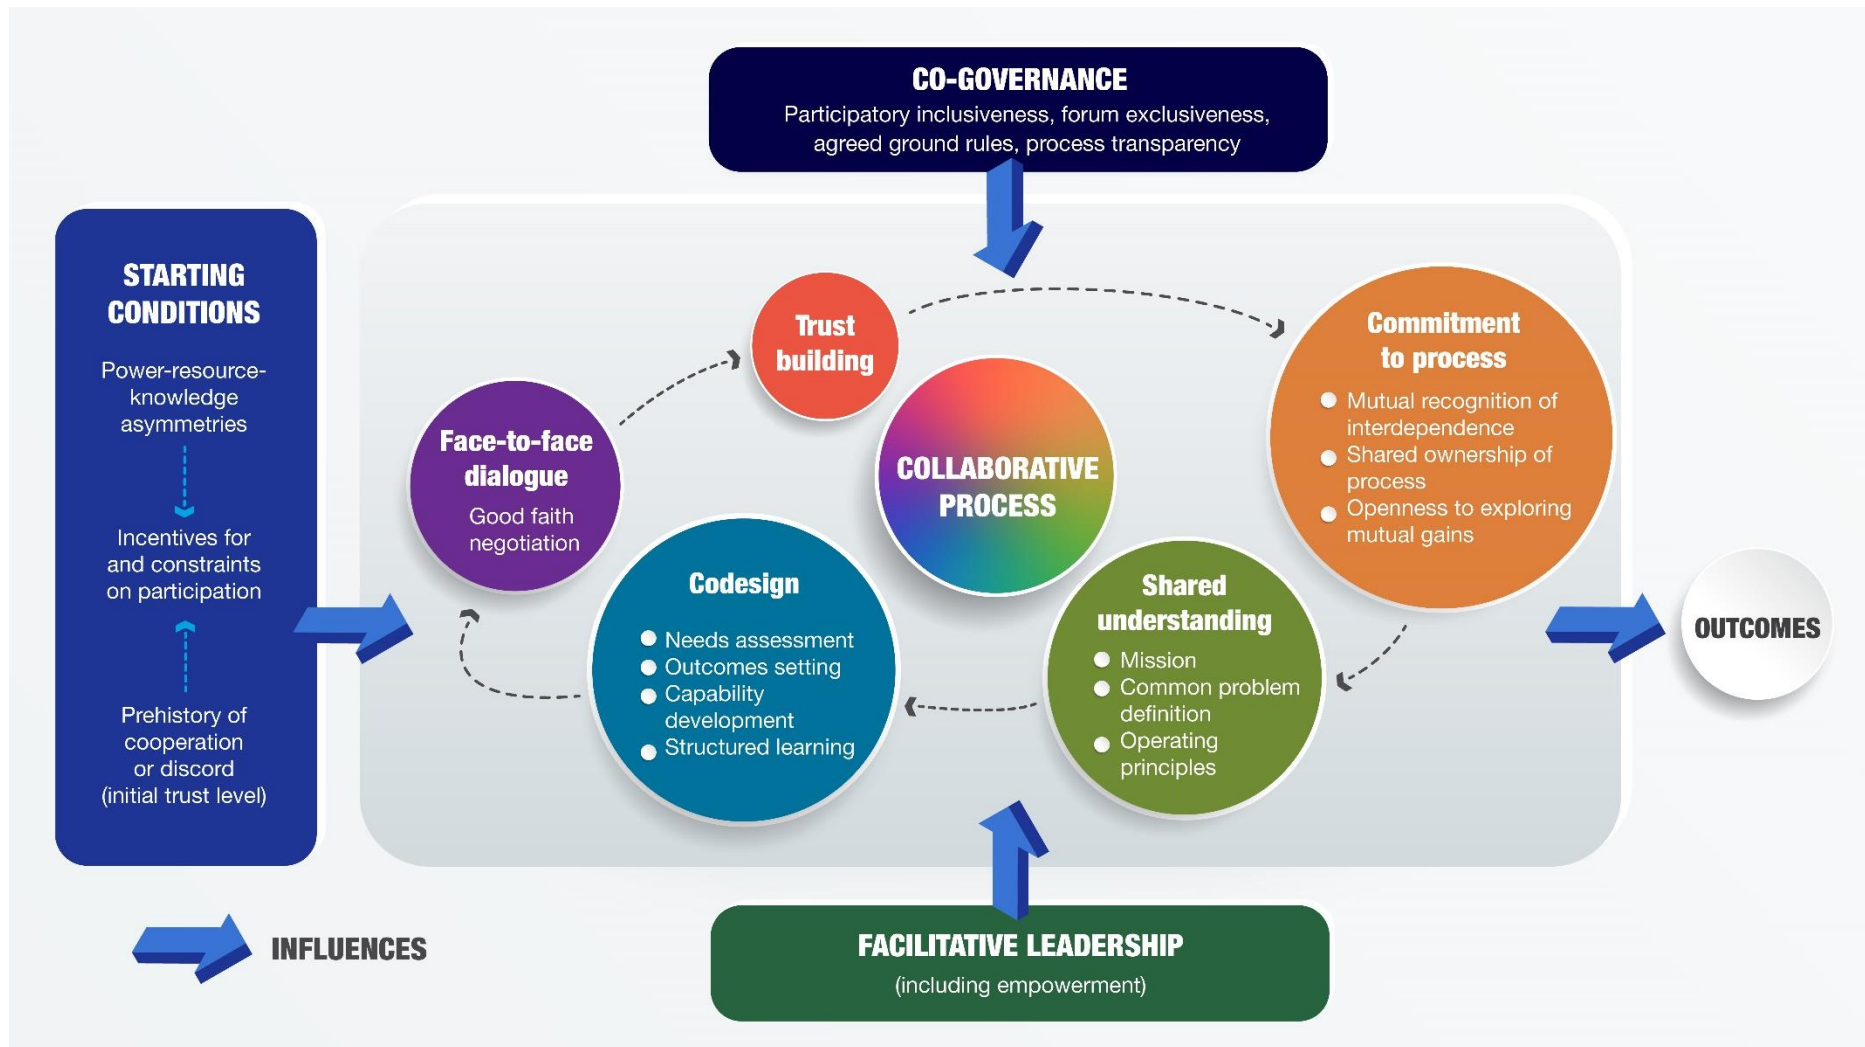 CO-GOVERNANCE
Participatory inclusiveness, forum exclusiveness,
agreed ground rules, process transparency
STARTING
CONDITIONS
Power-resource-
knowledge
asymmetries
Incentives for
and constraints
on participation
Prehistory of
cooperation
or discord
(initial trust level)
Face-to-face
dialogue
Good faith
negotiation
Trust
building
COLLABORATIVE
PROCESS
Commitment
to process
Mutual recognition of
interdependence
Shared ownership of
process
Openness to exploring
mutual gains
Shared
understanding
Mission
Common problem
definition
Operating
principles
Codesign
Needs assessment
Outcomes setting
Capability
development
Structured learning
OUTCOMES
FACILITATIVE LEADERSHIP
(including empowerment)
INFLUENCES